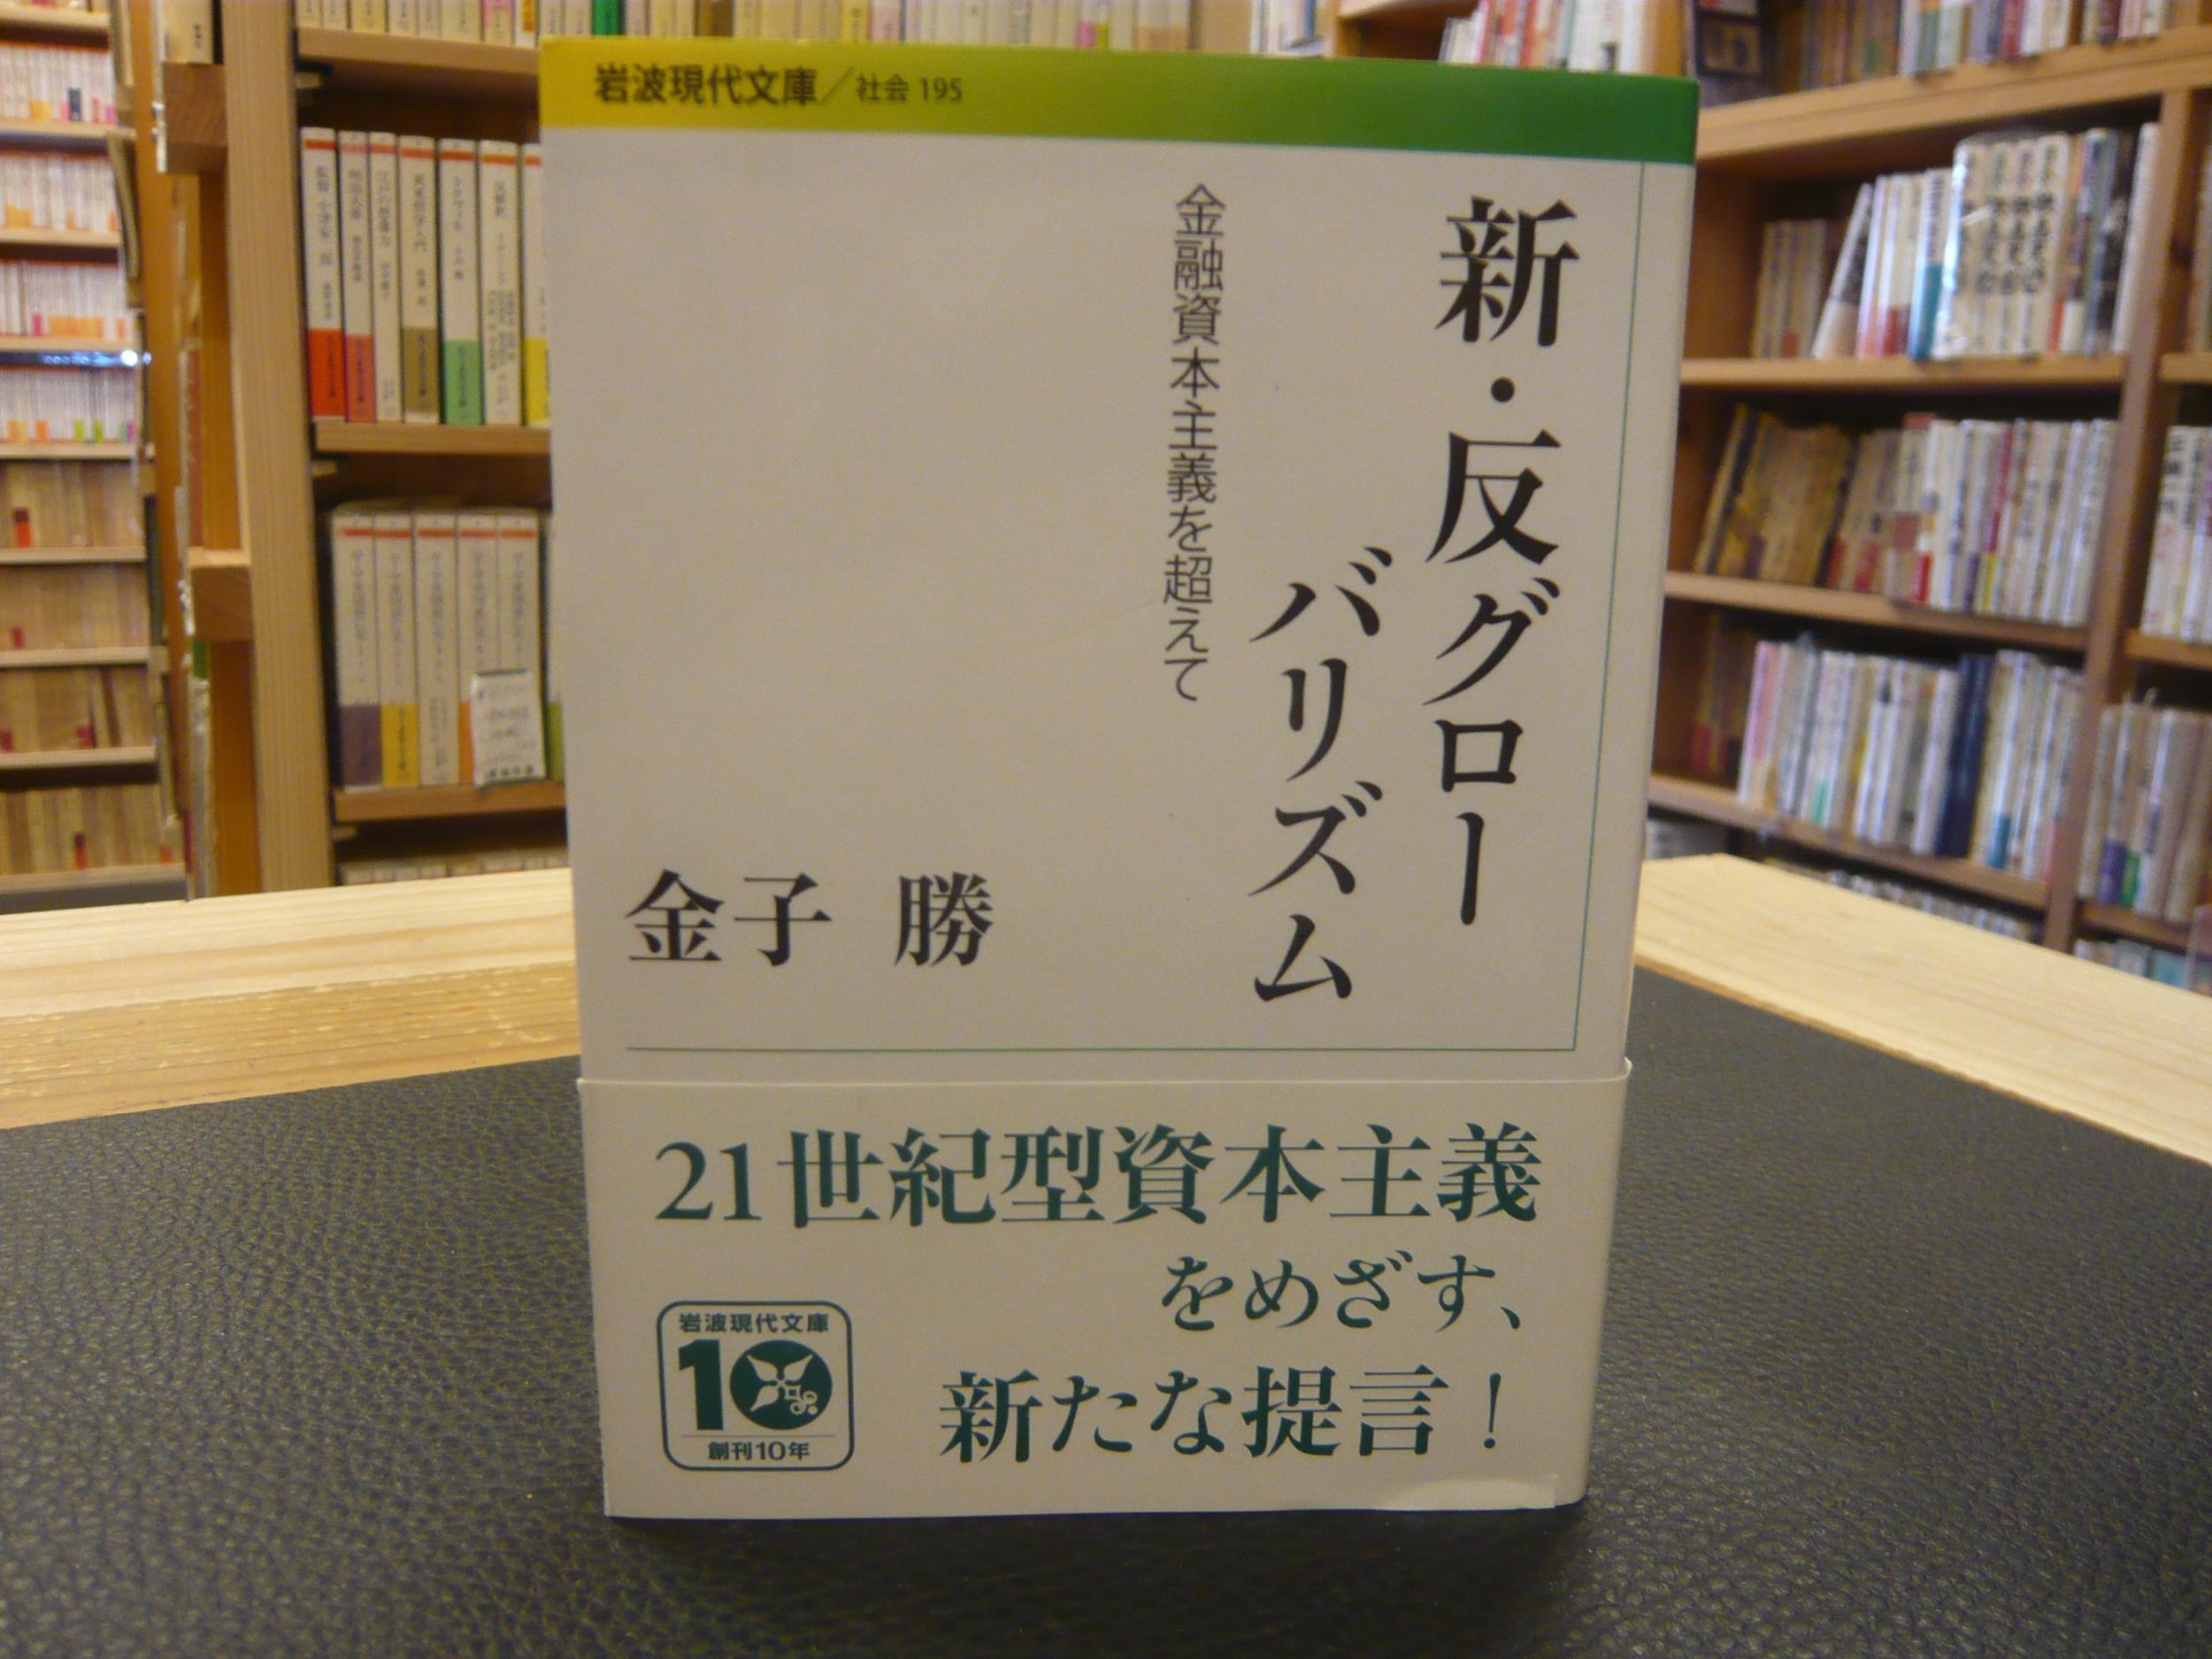 岩波現代文庫／社会 195
新・反グロー
バリズム
金融資本主義を超えて
金子 勝
21世紀型資本主義
をめざす、
新たな提言！
岩波現代文庫
10
創刊10年